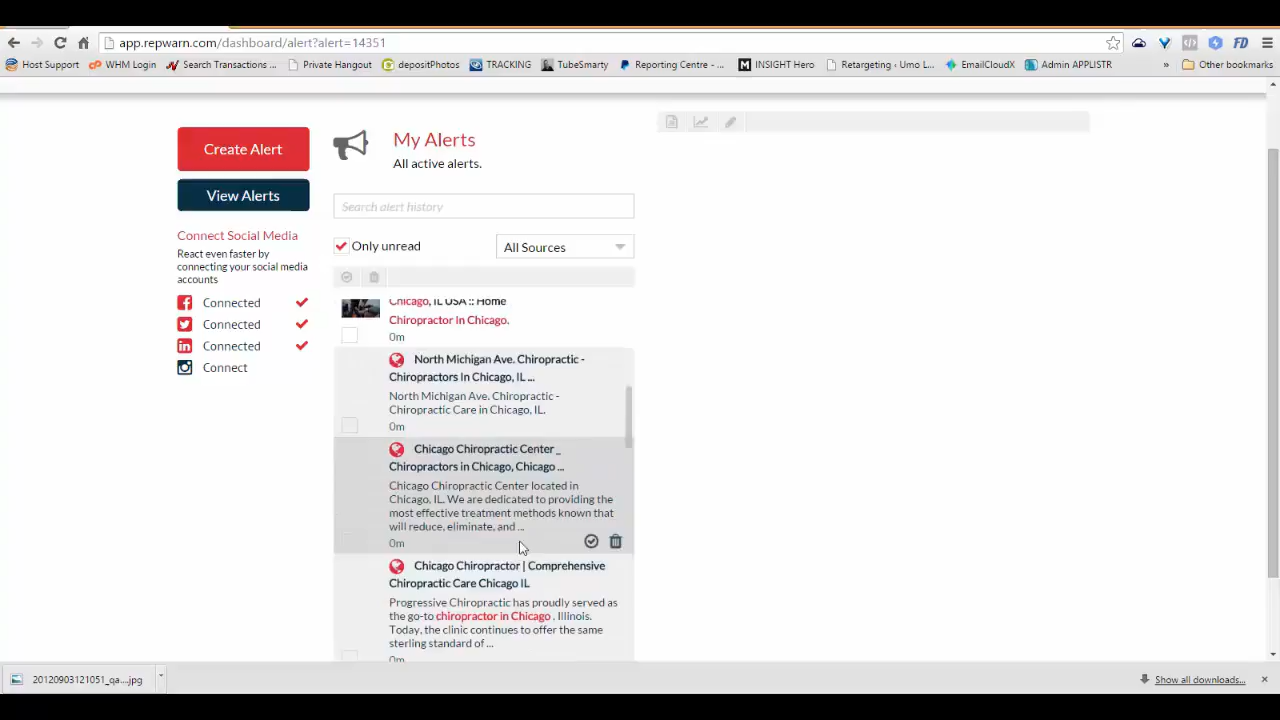 app.repwarn.com/dashboard/alert?alert=14351
Host Support
WHM Login
Search Transactions ...
Private Hangout
depositPhotos
TRACKING
TubeSmarty
Reporting Centre - ...
INSIGHT Hero
Retargeting ‹ Umo L...
EmailCloudX
Admin APPLISTR
»
Other bookmarks
Create Alert
View Alerts
Connect Social Media
React even faster by
connecting your social media
accounts
Connected
Connected
Connected
Connect
My Alerts
All active alerts.
Search alert history
Only unread
All Sources
Chicago, IL USA :: Home
Chiropractor In Chicago.
0m
North Michigan Ave. Chiropractic -
Chiropractors In Chicago, IL ...
North Michigan Ave. Chiropractic -
Chiropractic Care in Chicago, IL.
0m
Chicago Chiropractic Center _
Chiropractors in Chicago, Chicago ...
Chicago Chiropractic Center located in
Chicago, IL. We are dedicated to providing the
most effective treatment methods known that
will reduce, eliminate, and ...
0m
Chicago Chiropractor | Comprehensive
Chiropractic Care Chicago IL
Progressive Chiropractic has proudly served as
the go-to chiropractor in Chicago , Illinois.
Today, the clinic continues to offer the same
sterling standard of ...
0m
20120903121051_qa....jpg
Show all downloads...